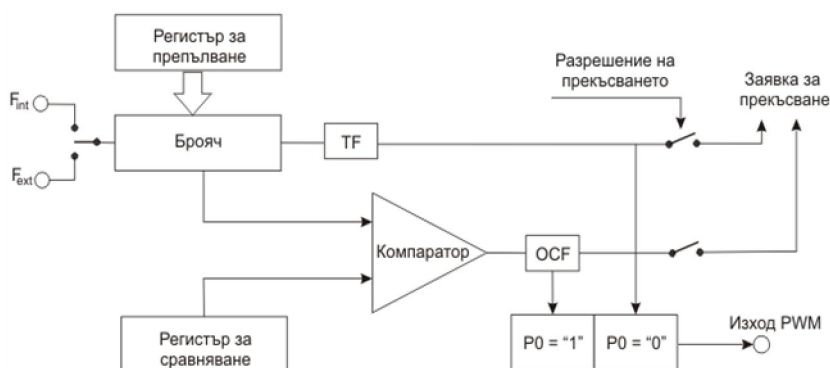 Регистър за
препълване
Разрешение на
прекъсването
Заявка за
прекъсване
Fint
Fext
Брояч
TF
Компаратор
OCF
Регистър за
сравняване
P0 = “1”
P0 = “0”
Изход PWM